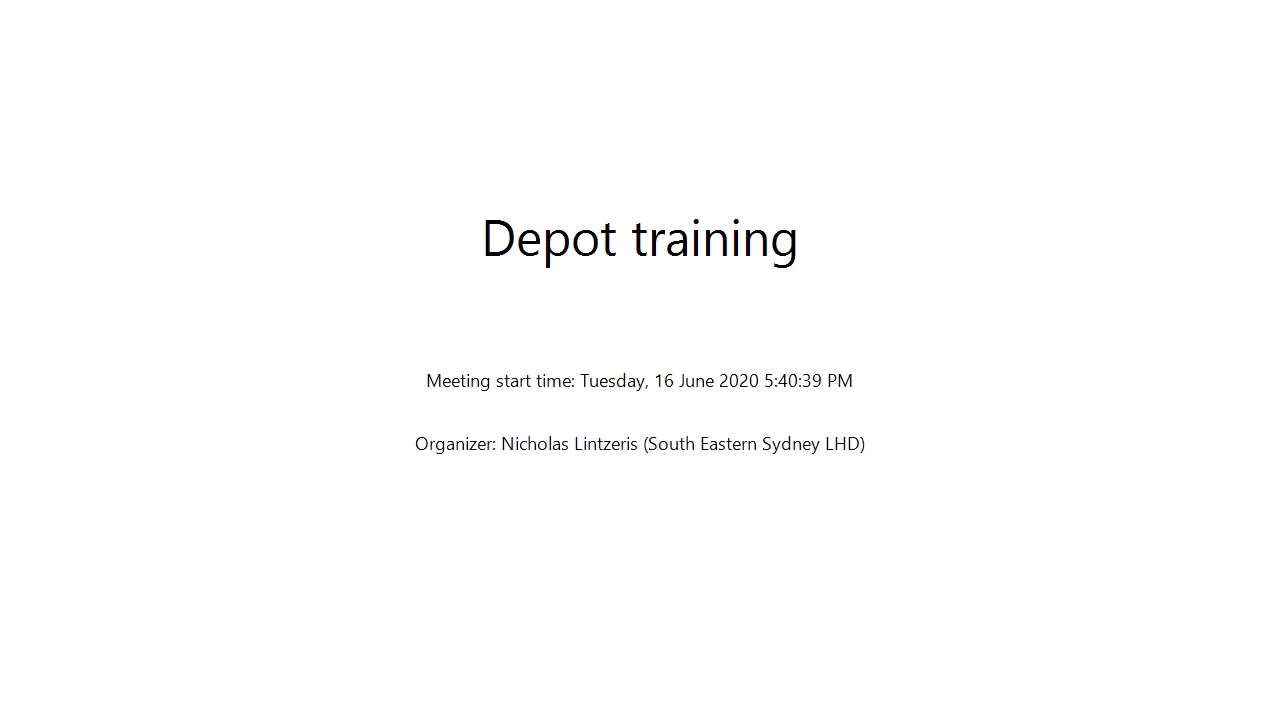 Depot training
Meeting start time: Tuesday, 16 June 2020 5:40:39 PM
Organizer: Nicholas Lintzeris (South Eastern Sydney LHD)